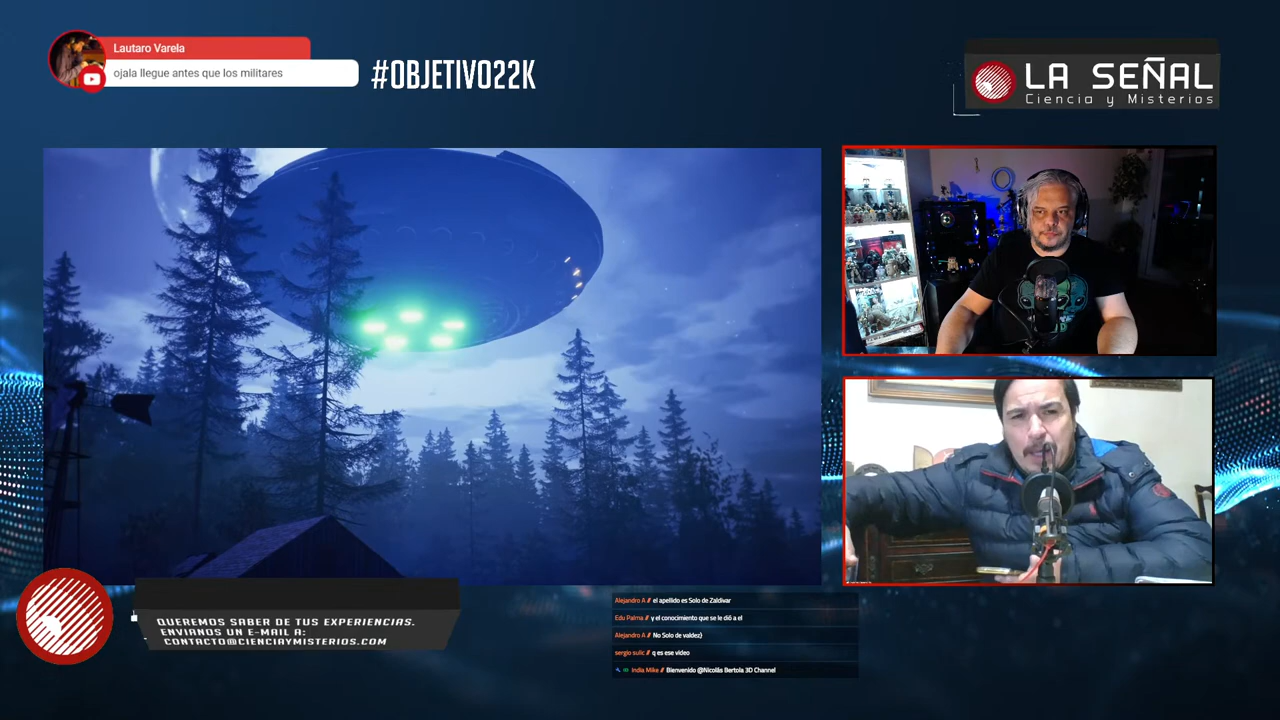 Lautaro Varela
ojala llegue antes que los militares
#OBJETIVO22K
LA SEÑAL
Ciencia y Misterios
QUEREMOS SABER DE TUS EXPERIENCIAS.
ENVIANOS UN E-MAIL A:
CONTACTO@CIENCIAYMISTERIOS.COM
Alejandro A // el apellido es Solo de Zaldivar
Edu Palma // y el conocimiento que se le dió a el
Alejandro A // No Solo de valdez}
sergio sulic // q es ese video
India Mike // Bienvenido @Nicolás Bertola 3D Channel